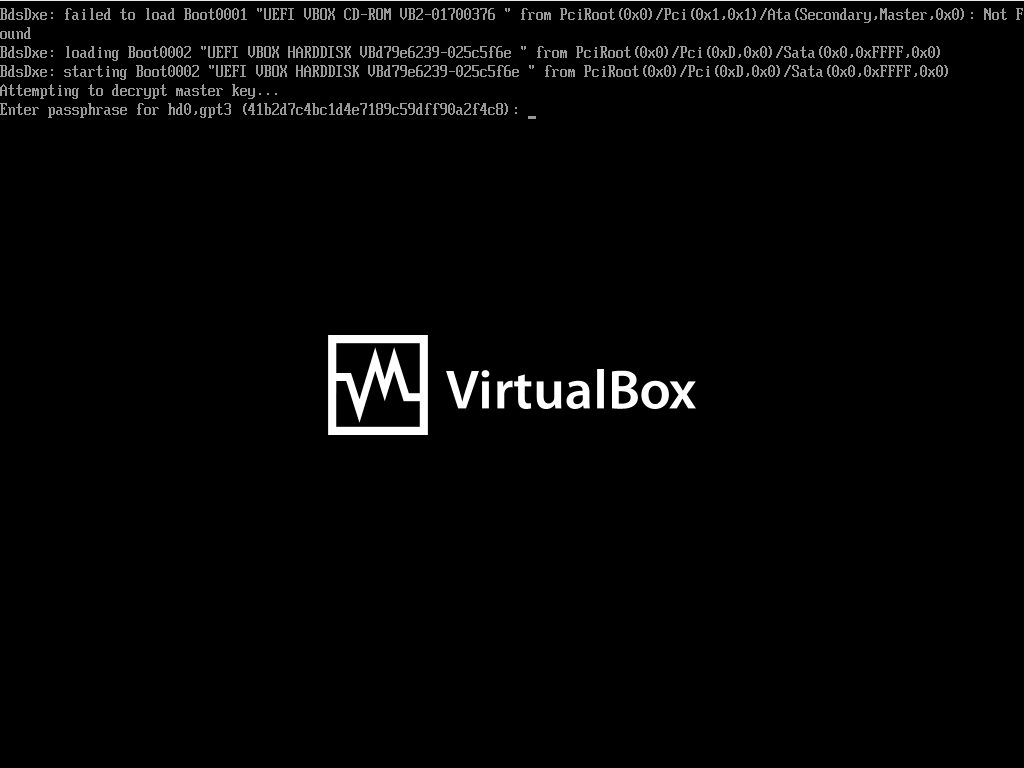 BdsDxe: failed to load Boot0001 "UEFI VBOX CD-ROM VB2-01700376 " from PciRoot(0x0)/Pci(0x1,0x1)/Ata(Secondary,Master,0x0): Not F
ound
BdsDxe: loading Boot0002 "UEFI VBOX HARDDISK VBd79e6239-025c5f6e " from PciRoot(0x0)/Pci(0xD,0x0)/Sata(0x0,0xFFFF,0x0)
BdsDxe: starting Boot0002 "UEFI VBOX HARDDISK VBd79e6239-025c5f6e " from PciRoot(0x0)/Pci(0xD,0x0)/Sata(0x0,0xFFFF,0x0)
Attempting to decrypt master key...
Enter passphrase for hd0,gpt3 (41b2d7c4bc1d4e7189c59dff90a2f4c8): _
VirtualBox